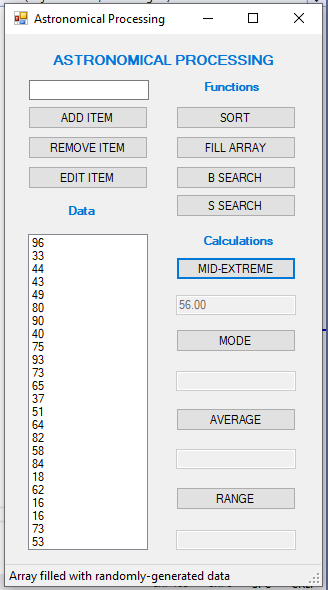 Astronomical Processing
ASTRONOMICAL PROCESSING
ADD ITEM
REMOVE ITEM
EDIT ITEM
Data
96
33
44
43
49
80
90
40
75
93
73
65
37
51
64
82
58
84
18
62
16
16
73
53
Functions
SORT
FILL ARRAY
B SEARCH
S SEARCH
Calculations
MID-EXTREME
56.00
MODE
AVERAGE
RANGE
Array filled with randomly-generated data